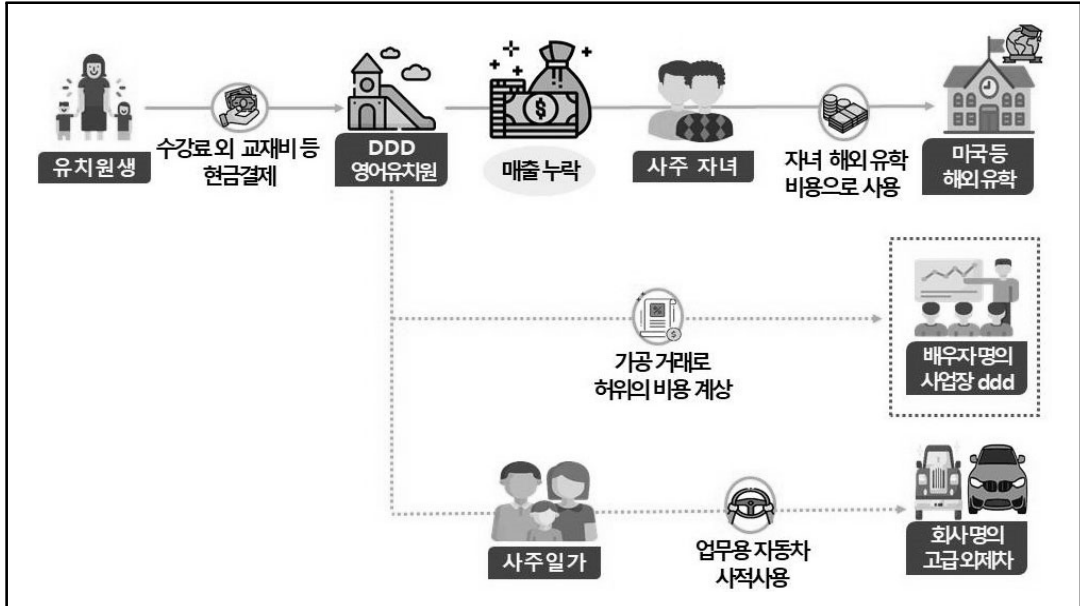 유치원생
수강료 외 교재비 등
현금결제
DDD
영어유치원
매출 누락
사주 자녀
자녀 해외 유학
비용으로 사용
미국 등
해외 유학
가공 거래로
허위의 비용 계상
배우자 명의
사업장 ddd
사주일가
업무용 자동차
사적사용
회사 명의
고급 외제차